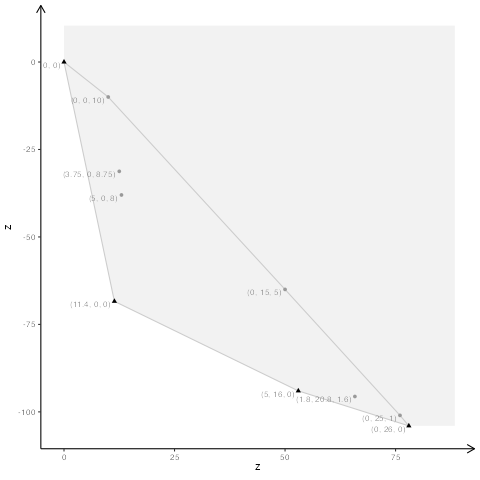 0
0, 0)
(0, 0, 10)
-25
(3.75, 0, 8.75)
(5, 0, 8)
z
-50
(0, 15, 5)
(11.4, 0, 0)
-75
(5, 16, 0)
(1.8, 20.8, 1.6)
-100
(0, 25, 1)
(0, 26, 0)
0
25
50
75
z